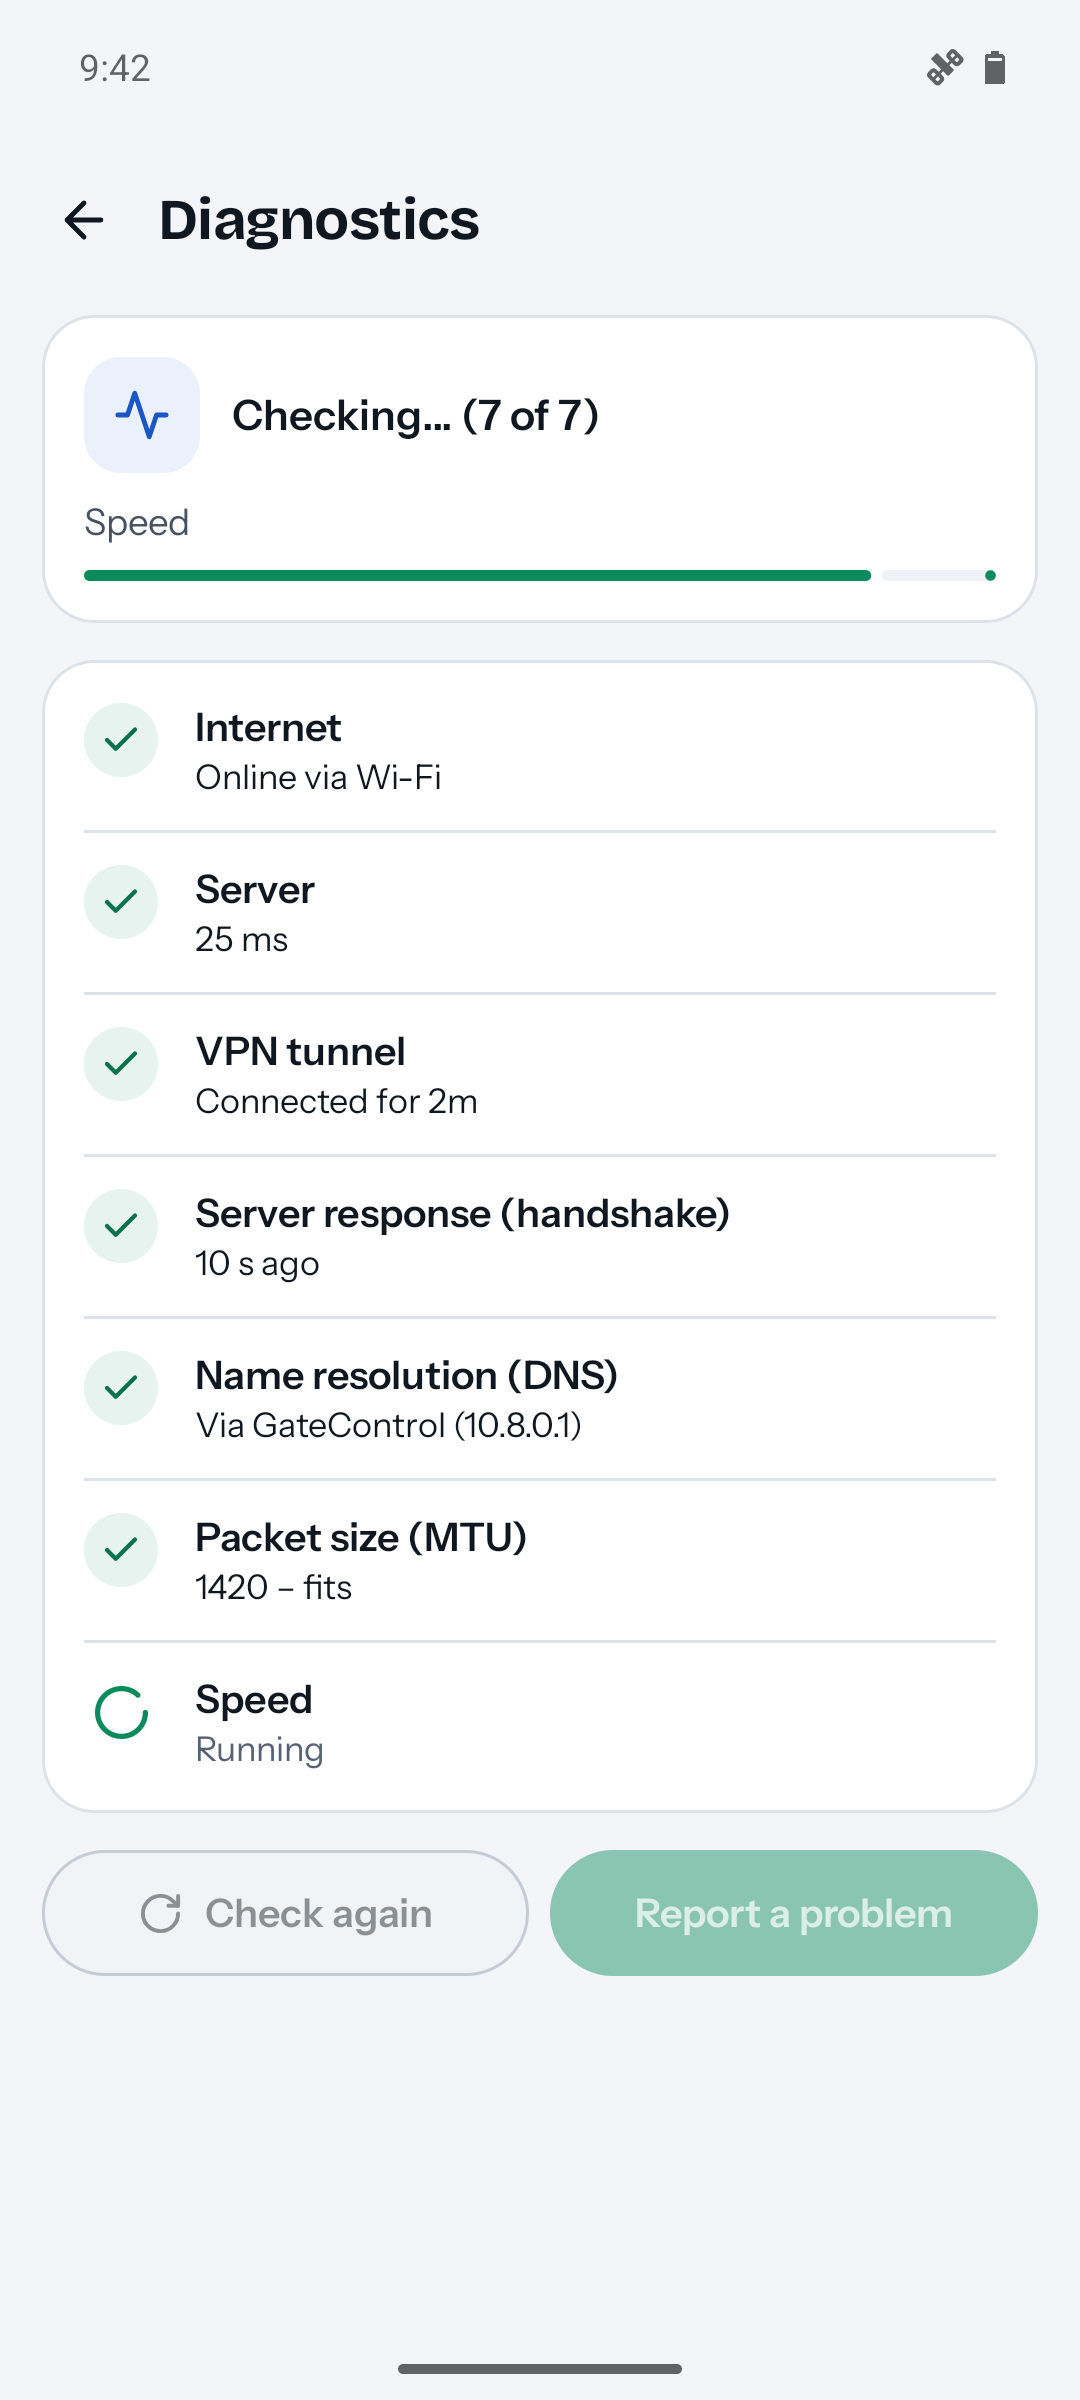 9:42
Diagnostics
Checking... (7 of 7)
Speed
Internet
Online via Wi-Fi
Server
25 ms
VPN tunnel
Connected for 2m
Server response (handshake)
10 s ago
Name resolution (DNS)
Via GateControl (10.8.0.1)
Packet size (MTU)
1420 – fits
Speed
Running
Check again
Report a problem